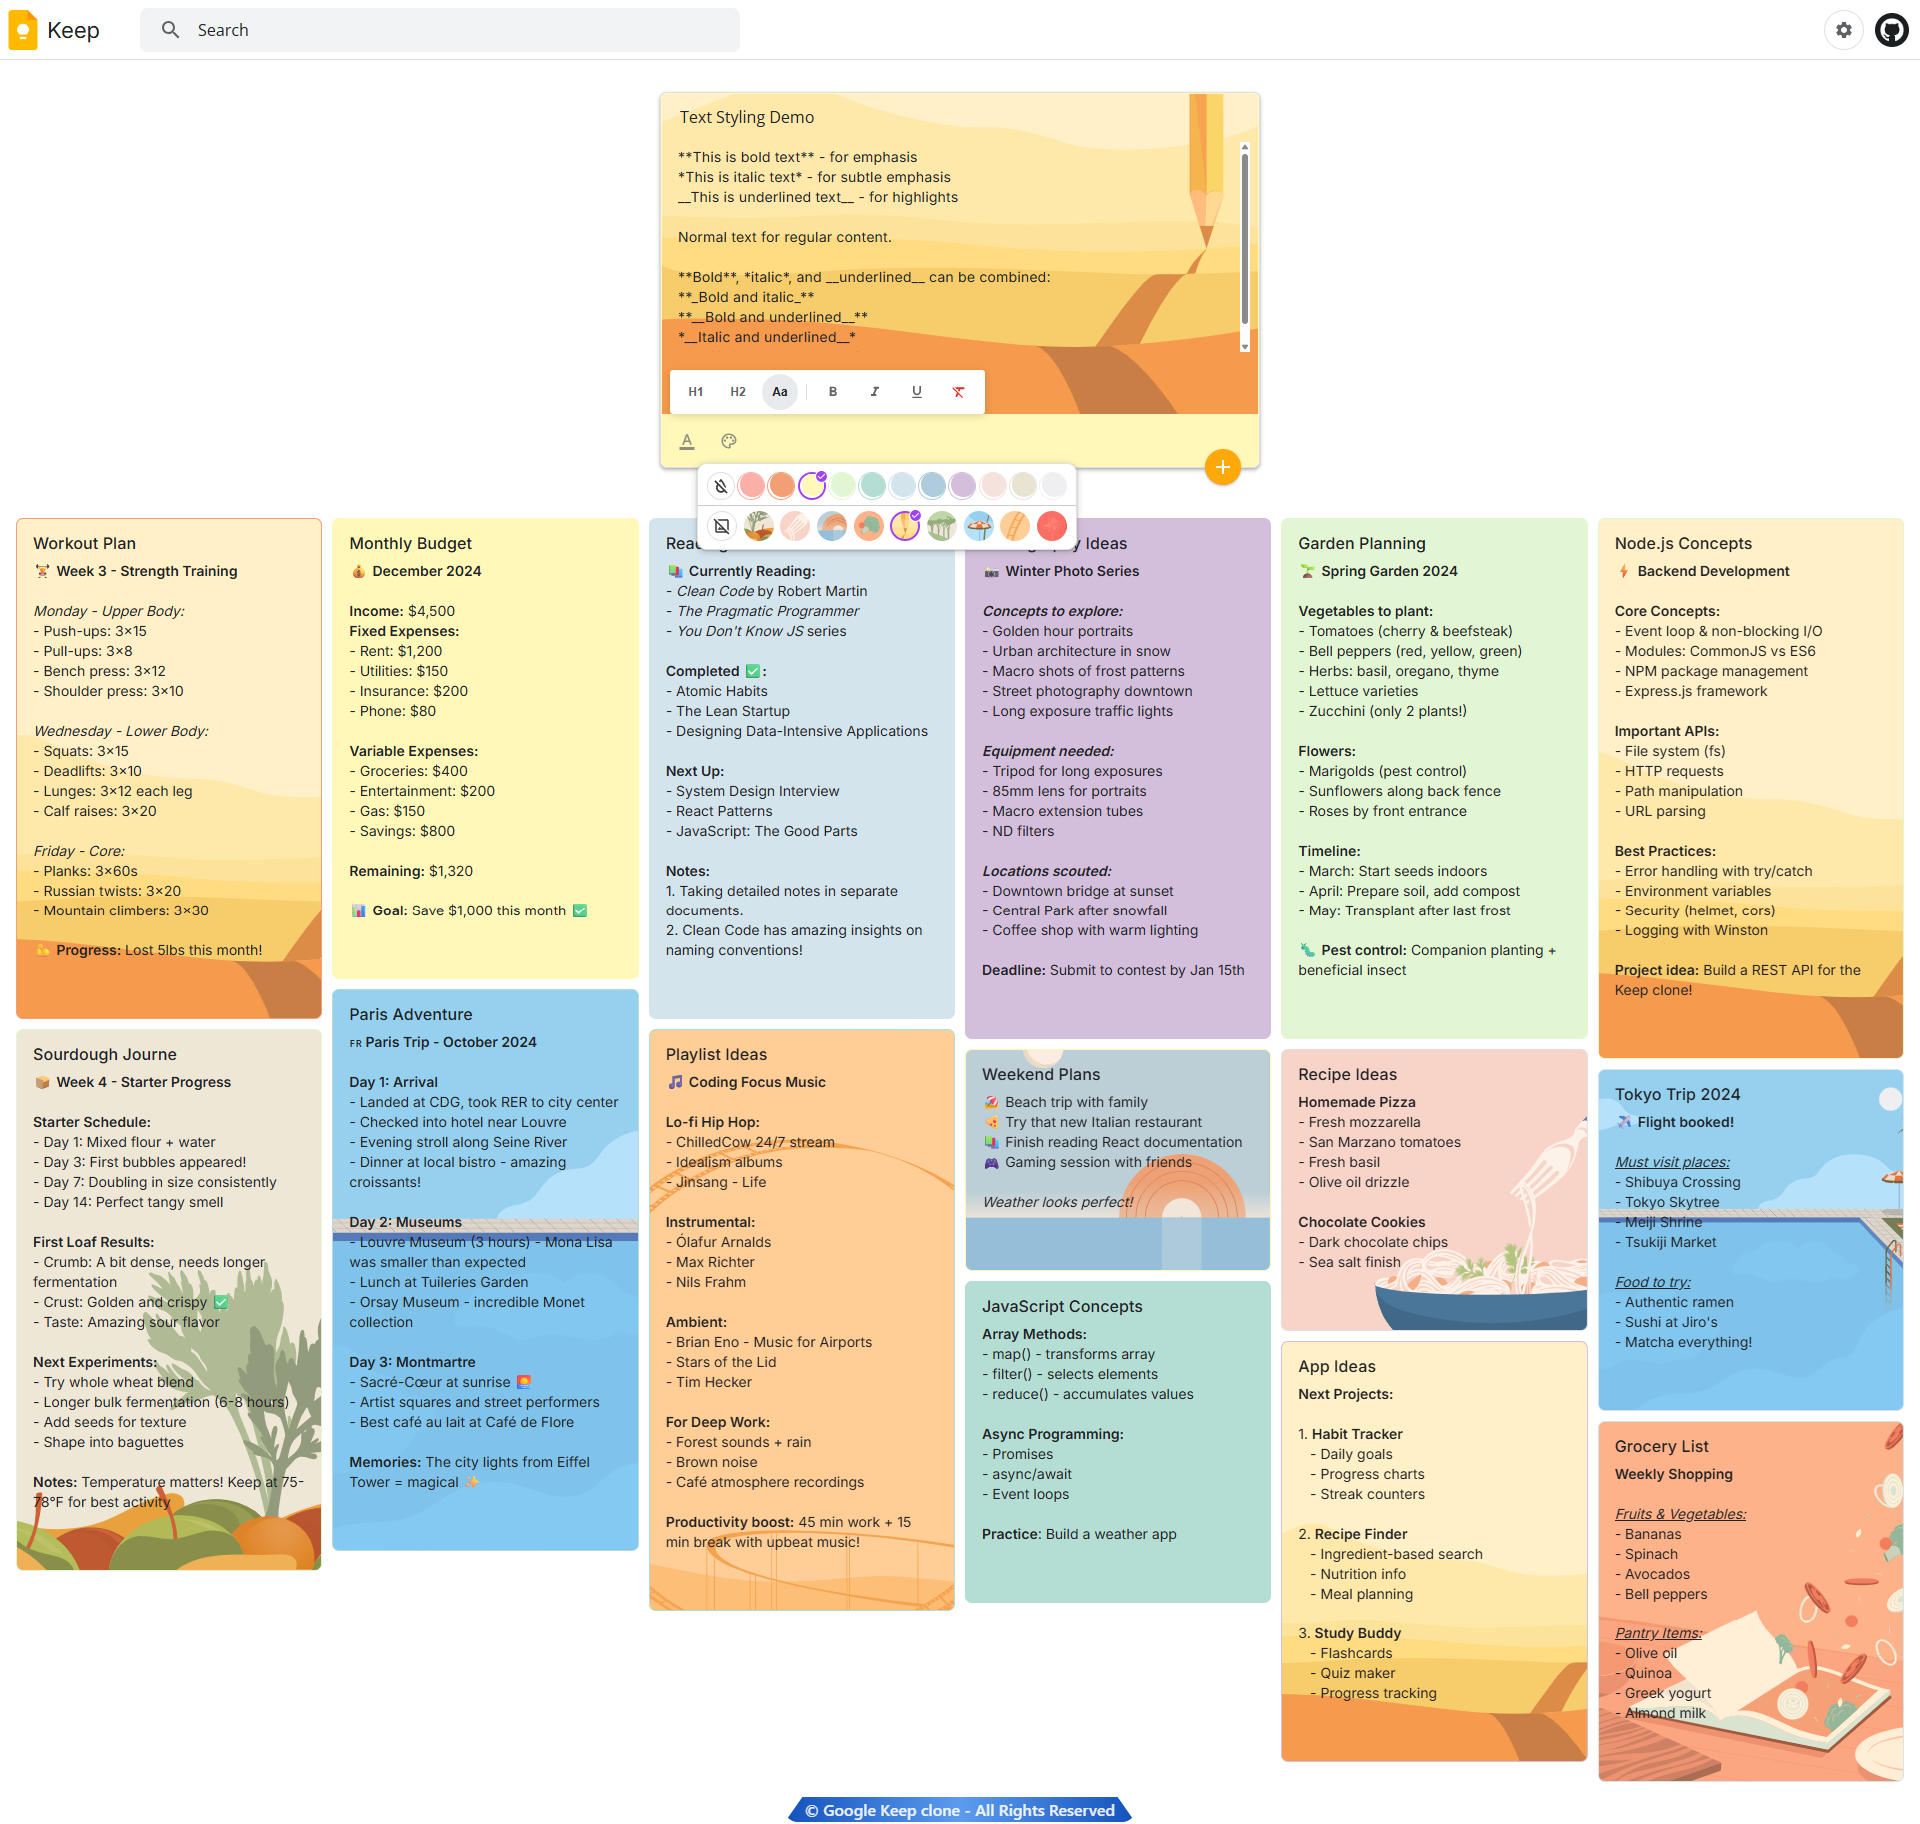 Keep
Search
Text Styling Demo
**This is bold text** - for emphasis
*This is italic text* - for subtle emphasis
__This is underlined text__ - for highlights
Normal text for regular content.
**Bold**, *italic*, and __underlined__ can be combined:
**_Bold and italic_**
**__Bold and underlined__**
*__Italic and underlined__*
H1 H2 Aa B I U
A
Workout Plan
Week 3 - Strength Training
Monday - Upper Body:
- Push-ups: 3×15
- Pull-ups: 3×8
- Bench press: 3×12
- Shoulder press: 3×10
Wednesday - Lower Body:
- Squats: 3×15
- Deadlifts: 3×10
- Lunges: 3×12 each leg
- Calf raises: 3×20
Friday - Core:
- Planks: 3×60s
- Russian twists: 3×20
- Mountain climbers: 3×30
Progress: Lost 5lbs this month!
Sourdough Journe
Week 4 - Starter Progress
Starter Schedule:
- Day 1: Mixed flour + water
- Day 3: First bubbles appeared!
- Day 7: Doubling in size consistently
- Day 14: Perfect tangy smell
First Loaf Results:
- Crumb: A bit dense, needs longer
fermentation
- Crust: Golden and crispy ✅
- Taste: Amazing sour flavor
Next Experiments:
- Try whole wheat blend
- Longer bulk fermentation (6-8 hours)
- Add seeds for texture
- Shape into baguettes
Notes: Temperature matters! Keep at 75-
78°F for best activity
Monthly Budget
December 2024
Income: $4,500
Fixed Expenses:
- Rent: $1,200
- Utilities: $150
- Insurance: $200
- Phone: $80
Variable Expenses:
- Groceries: $400
- Entertainment: $200
- Gas: $150
- Savings: $800
Remaining: $1,320
Goal: Save $1,000 this month ✅
Paris Adventure
FR Paris Trip - October 2024
Day 1: Arrival
- Landed at CDG, took RER to city center
- Checked into hotel near Louvre
- Evening stroll along Seine River
- Dinner at local bistro - amazing
croissants!
Day 2: Museums
- Louvre Museum (3 hours) - Mona Lisa
was smaller than expected
- Lunch at Tuileries Garden
- Orsay Museum - incredible Monet
collection
Day 3: Montmartre
- Sacré-Cœur at sunrise
- Artist squares and street performers
- Best café au lait at Café de Flore
Memories: The city lights from Eiffel
Tower = magical ✨
Currently Reading:
- Clean Code by Robert Martin
- The Pragmatic Programmer
- You Don't Know JS series
Completed ✅:
- Atomic Habits
- The Lean Startup
- Designing Data-Intensive Applications
Next Up:
- System Design Interview
- React Patterns
- JavaScript: The Good Parts
Notes:
1. Taking detailed notes in separate
documents.
2. Clean Code has amazing insights on
naming conventions!
Playlist Ideas
Coding Focus Music
Lo-fi Hip Hop:
- ChilledCow 24/7 stream
- Idealism albums
- Jinsang - Life
Instrumental:
- Ólafur Arnalds
- Max Richter
- Nils Frahm
Ambient:
- Brian Eno - Music for Airports
- Stars of the Lid
- Tim Hecker
For Deep Work:
- Forest sounds + rain
- Brown noise
- Café atmosphere recordings
Productivity boost: 45 min work + 15
min break with upbeat music!
Ideas
Winter Photo Series
Concepts to explore:
- Golden hour portraits
- Urban architecture in snow
- Macro shots of frost patterns
- Street photography downtown
- Long exposure traffic lights
Equipment needed:
- Tripod for long exposures
- 85mm lens for portraits
- Macro extension tubes
- ND filters
Locations scouted:
- Downtown bridge at sunset
- Central Park after snowfall
- Coffee shop with warm lighting
Deadline: Submit to contest by Jan 15th
Weekend Plans
Beach trip with family
Try that new Italian restaurant
Finish reading React documentation
Gaming session with friends
Weather looks perfect!
JavaScript Concepts
Array Methods:
- map() - transforms array
- filter() - selects elements
- reduce() - accumulates values
Async Programming:
- Promises
- async/await
- Event loops
Practice: Build a weather app
Garden Planning
Spring Garden 2024
Vegetables to plant:
- Tomatoes (cherry & beefsteak)
- Bell peppers (red, yellow, green)
- Herbs: basil, oregano, thyme
- Lettuce varieties
- Zucchini (only 2 plants!)
Flowers:
- Marigolds (pest control)
- Sunflowers along back fence
- Roses by front entrance
Timeline:
- March: Start seeds indoors
- April: Prepare soil, add compost
- May: Transplant after last frost
Pest control: Companion planting +
beneficial insect
Recipe Ideas
Homemade Pizza
- Fresh mozzarella
- San Marzano tomatoes
- Fresh basil
- Olive oil drizzle
Chocolate Cookies
- Dark chocolate chips
- Sea salt finish
App Ideas
Next Projects:
1. Habit Tracker
- Daily goals
- Progress charts
- Streak counters
2. Recipe Finder
- Ingredient-based search
- Nutrition info
- Meal planning
3. Study Buddy
- Flashcards
- Quiz maker
- Progress tracking
Node.js Concepts
Backend Development
Core Concepts:
- Event loop & non-blocking I/O
- Modules: CommonJS vs ES6
- NPM package management
- Express.js framework
Important APIs:
- File system (fs)
- HTTP requests
- Path manipulation
- URL parsing
Best Practices:
- Error handling with try/catch
- Environment variables
- Security (helmet, cors)
- Logging with Winston
Project idea: Build a REST API for the
Keep clone!
Tokyo Trip 2024
Flight booked!
Must visit places:
- Shibuya Crossing
- Tokyo Skytree
- Meiji Shrine
- Tsukiji Market
Food to try:
- Authentic ramen
- Sushi at Jiro's
- Matcha everything!
Grocery List
Weekly Shopping
Fruits & Vegetables:
- Bananas
- Spinach
- Avocados
- Bell peppers
Pantry Items:
- Olive oil
- Quinoa
- Greek yogurt
- Almond milk
© Google Keep clone - All Rights Reserved